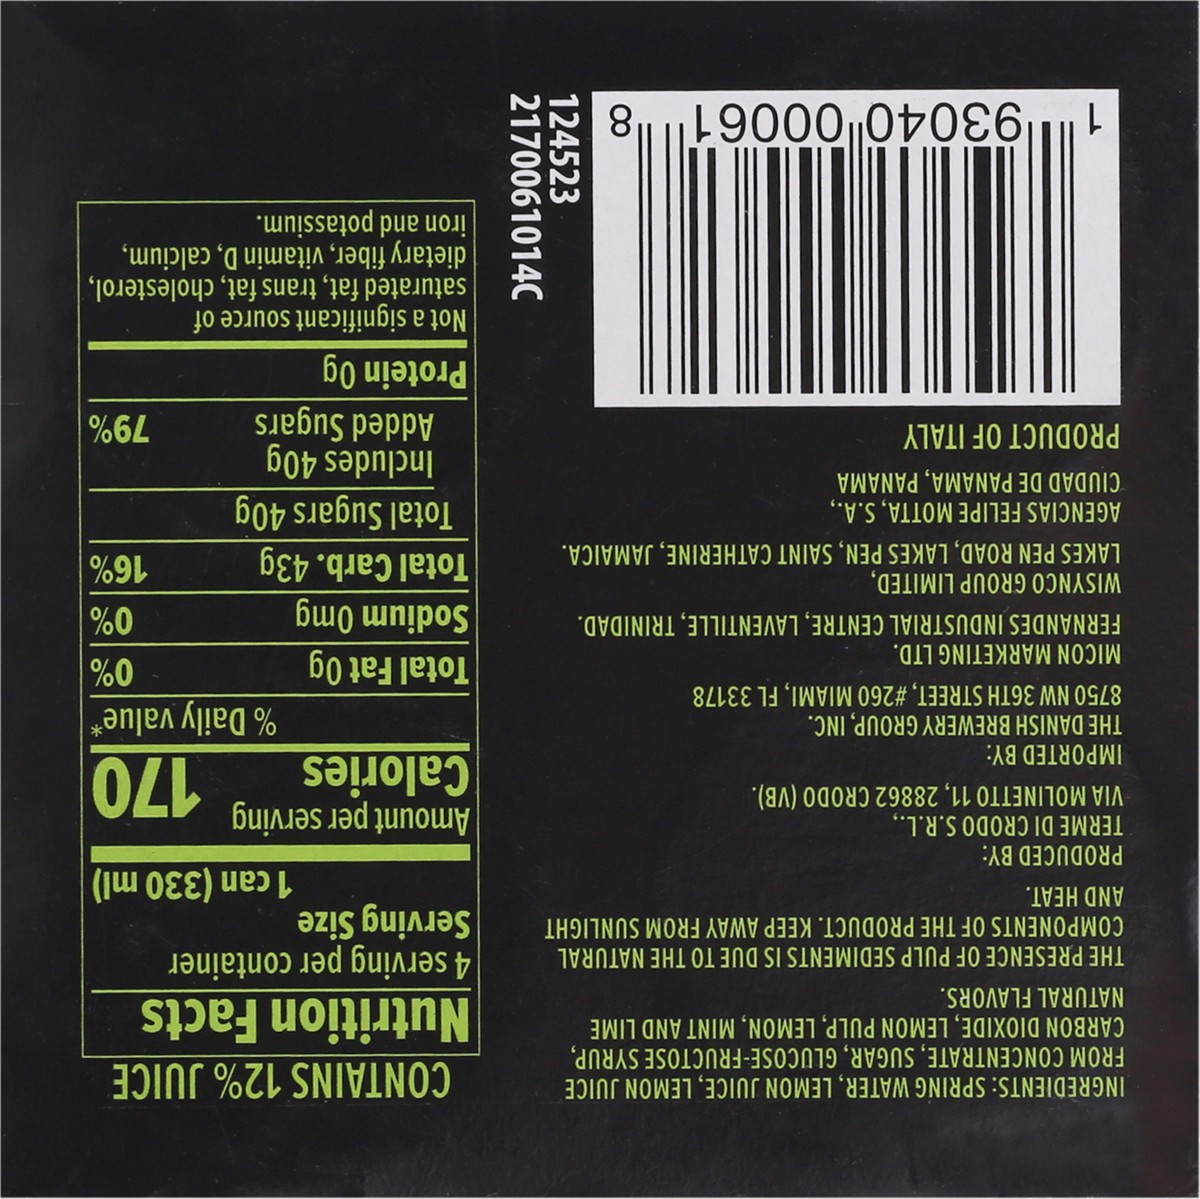 INGREDIENTS: SPRING WATER, LEMON JUICE, LEMON JUICE
FROM CONCENTRATE, SUGAR, GLUCOSE-FRUCTOSE SYRUP,
CARBON DIOXIDE, LEMON PULP, LEMON, MINT AND LIME
NATURAL FLAVORS.
THE PRESENCE OF PULP SEDIMENTS IS DUE TO THE NATURAL
COMPONENTS OF THE PRODUCT. KEEP AWAY FROM SUNLIGHT
AND HEAT.
PRODUCED BY:
TERME DI CRODO S.R.L.,
VIA MOLINETTO 11, 28862 CRODO (VB).
IMPORTED BY:
THE DANISH BREWERY GROUP, INC.
8750 NW 36TH STREET, #260 MIAMI, FL 33178
MICON MARKETING LTD.
FERNANDES INDUSTRIAL CENTRE, LAVENTILLE, TRINIDAD.
WISYNCO GROUP LIMITED,
LAKES PEN ROAD, LAKES PEN, SAINT CATHERINE, JAMAICA.
AGENCIAS FELIPE MOTTA, S.A.,
CIUDAD DE PANAMA, PANAMA
PRODUCT OF ITALY
1 93040 00061 8
124523
2170061014C
CONTAINS 12% JUICE
Nutrition Facts
4 serving per container
Serving Size
1 can (330 ml)
Amount per serving
Calories 170
% Daily value*
Total Fat 0g 0%
Sodium 0mg 0%
Total Carb. 43g 16%
Total Sugars 40g
Includes 40g
Added Sugars 79%
Protein 0g
Not a significant source of
saturated fat, trans fat, cholesterol,
dietary fiber, vitamin D, calcium,
iron and potassium.